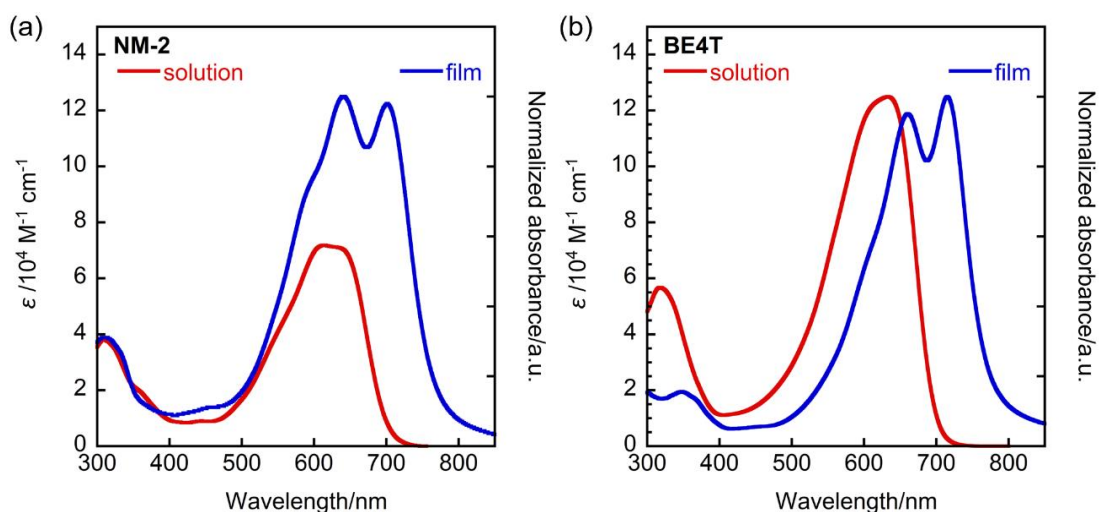 (a)
NM-2
solution
film
14
12
10
8
6
4
2
0
300 400 500 600 700 800
ε /10⁴ M⁻¹ cm⁻¹
Normalized absorbance/a.u.
Wavelength/nm
(b)
BE4T
solution
film
14
12
10
8
6
4
2
0
300 400 500 600 700 800
ε /10⁴ M⁻¹ cm⁻¹
Normalized absorbance/a.u.
Wavelength/nm